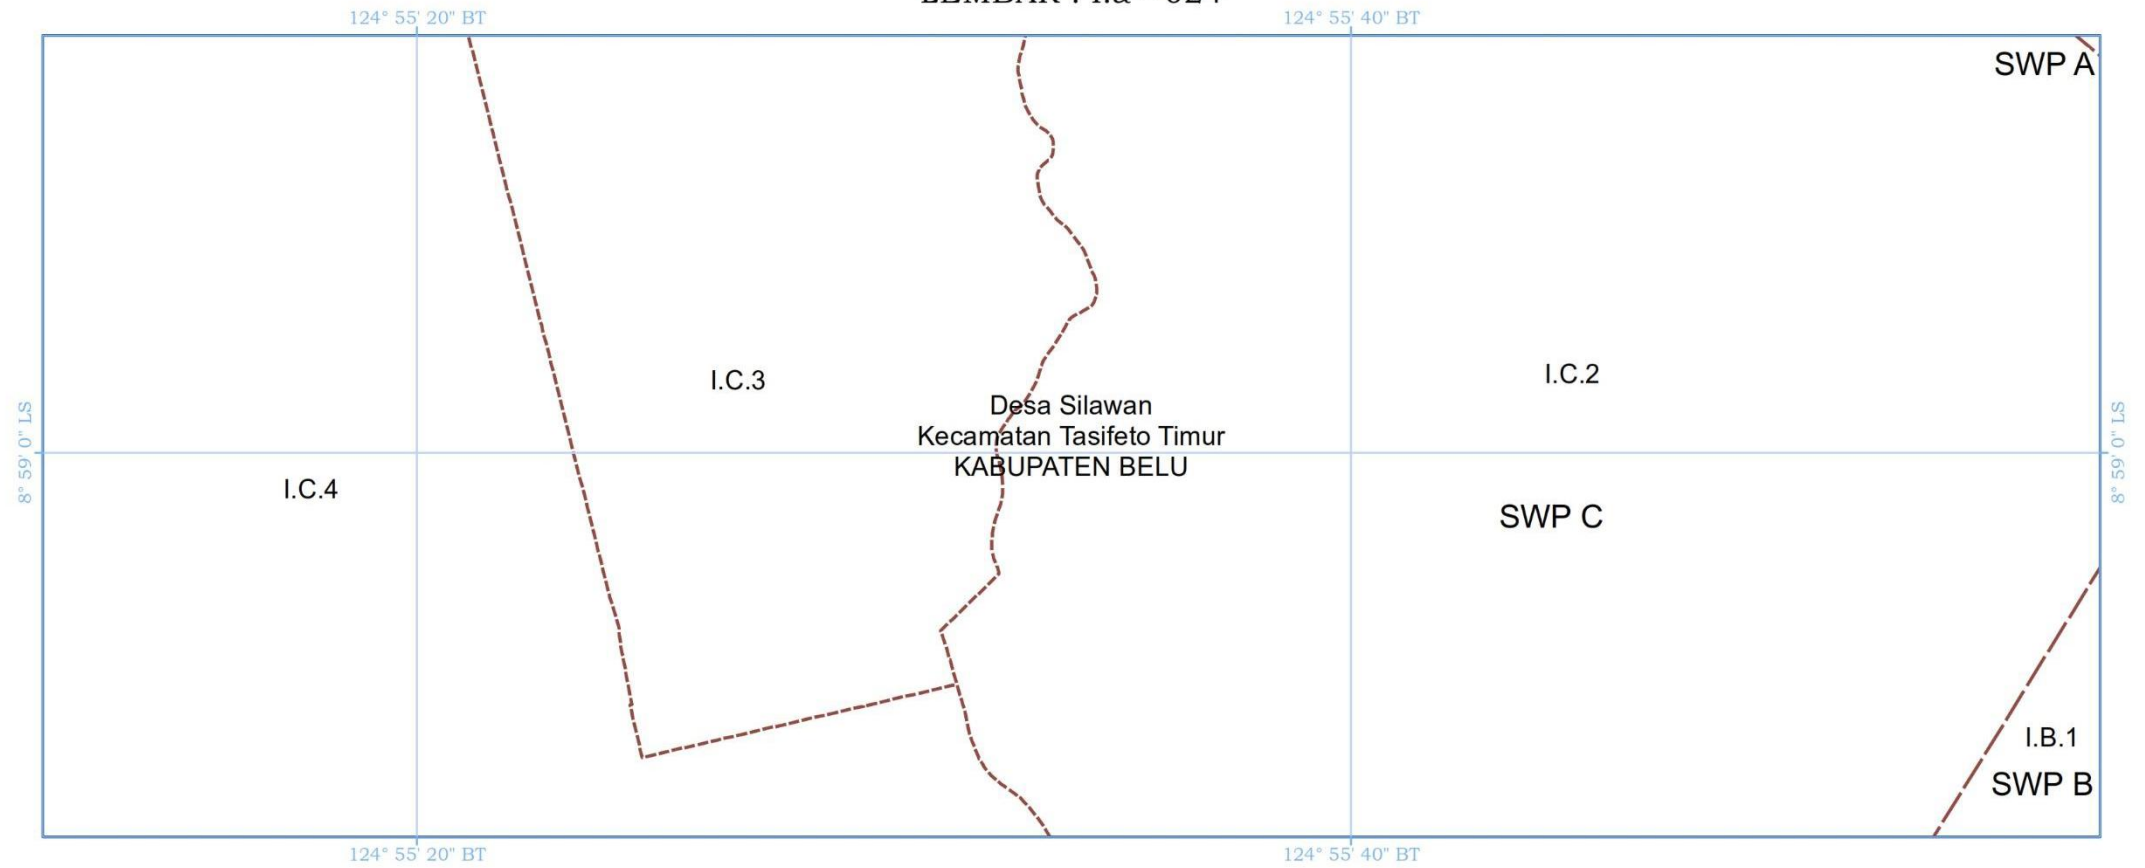 124° 55' 20" BT
124° 55' 40" BT
SWP A
I.C.3
I.C.2
Desa Silawan
Kecamatan Tasifeto Timur
KABUPATEN BELU
8° 59' 0" LS
8° 59' 0" LS
I.C.4
SWP C
I.B.1
SWP B
124° 55' 20" BT
124° 55' 40" BT